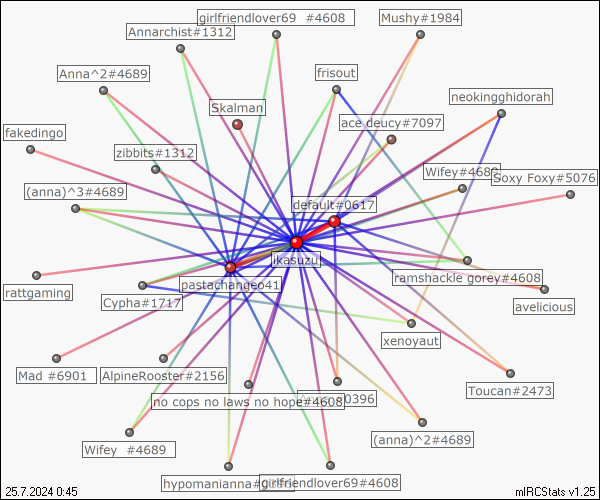 girlfriendlover69 #4608
Mushy#1984
Annarchist#1312
Anna^2#4689
frisout
neokingghidorah
Skalman
ace deucy#7097
fakedingo
zibbits#1312
Wifey#4689
Soxy Foxy#5076
(anna)^3#4689
default#0617
ikasuzuj
pastachangeo41
ramshackle gorey#4608
rattgaming
Cypha#1717
avelicious
xenoyaut
Mad #6901
AlpineRooster#2156
Toucan#2473
no cops no laws no hope#4608
0396
(anna)^2#4689
Wifey #4689
hypomanianna#
girlfriendlover69#4608
25.7.2024 0:45
mIRCStats v1.25